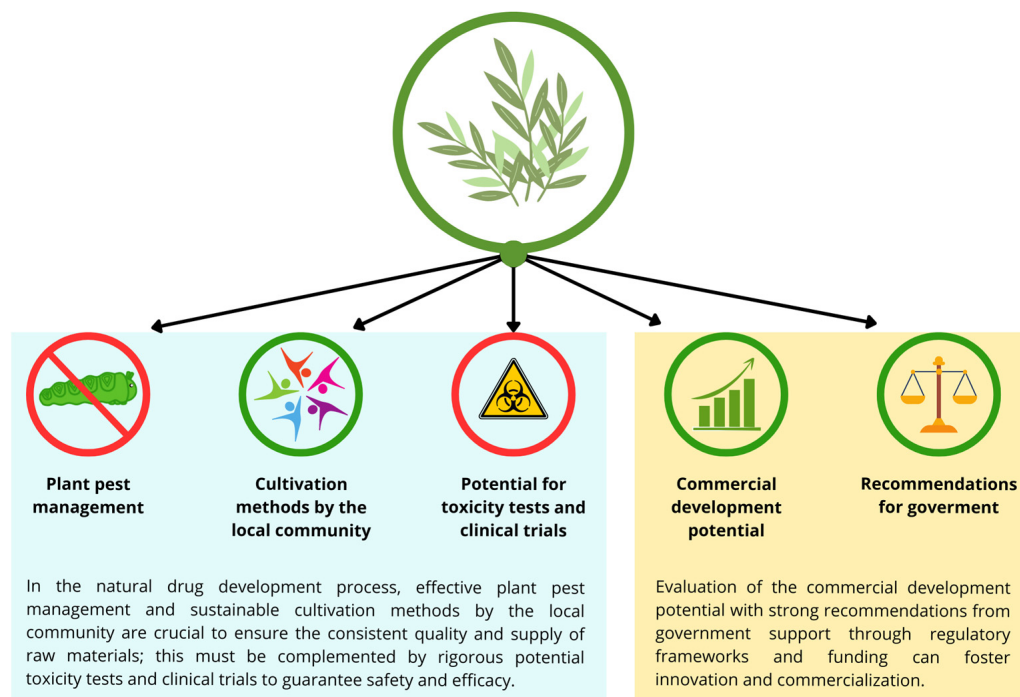 Plant pest
management
Cultivation
methods by the
local community
Potential for
toxicity tests and
clinical trials
Commercial
development
potential
Recommendations
for goverment
In the natural drug development process, effective plant pest
management and sustainable cultivation methods by the local
community are crucial to ensure the consistent quality and supply of
raw materials; this must be complemented by rigorous potential
toxicity tests and clinical trials to guarantee safety and efficacy.
Evaluation of the commercial development
potential with strong recommendations from
government support through regulatory
frameworks and funding can foster
innovation and commercialization.